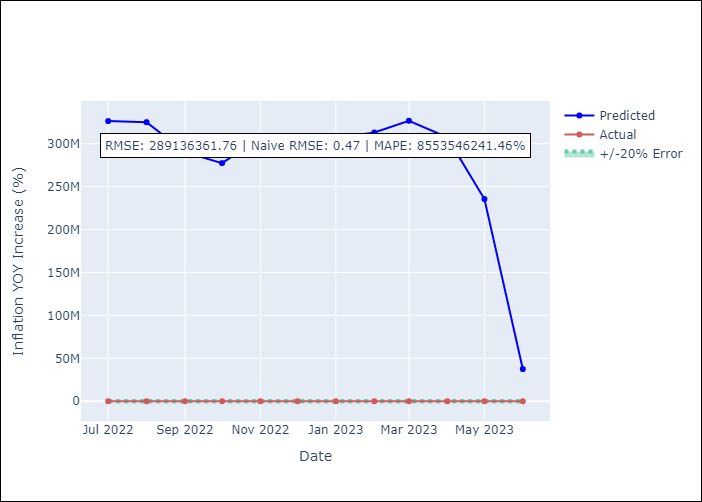 Predicted
Actual
+/-20% Error
RMSE: 289136361.76 | Naive RMSE: 0.47 | MAPE: 8553546241.46%
300M
250M
200M
150M
100M
50M
0
Inflation YOY Increase (%)
Jul 2022 Sep 2022 Nov 2022 Jan 2023 Mar 2023 May 2023
Date